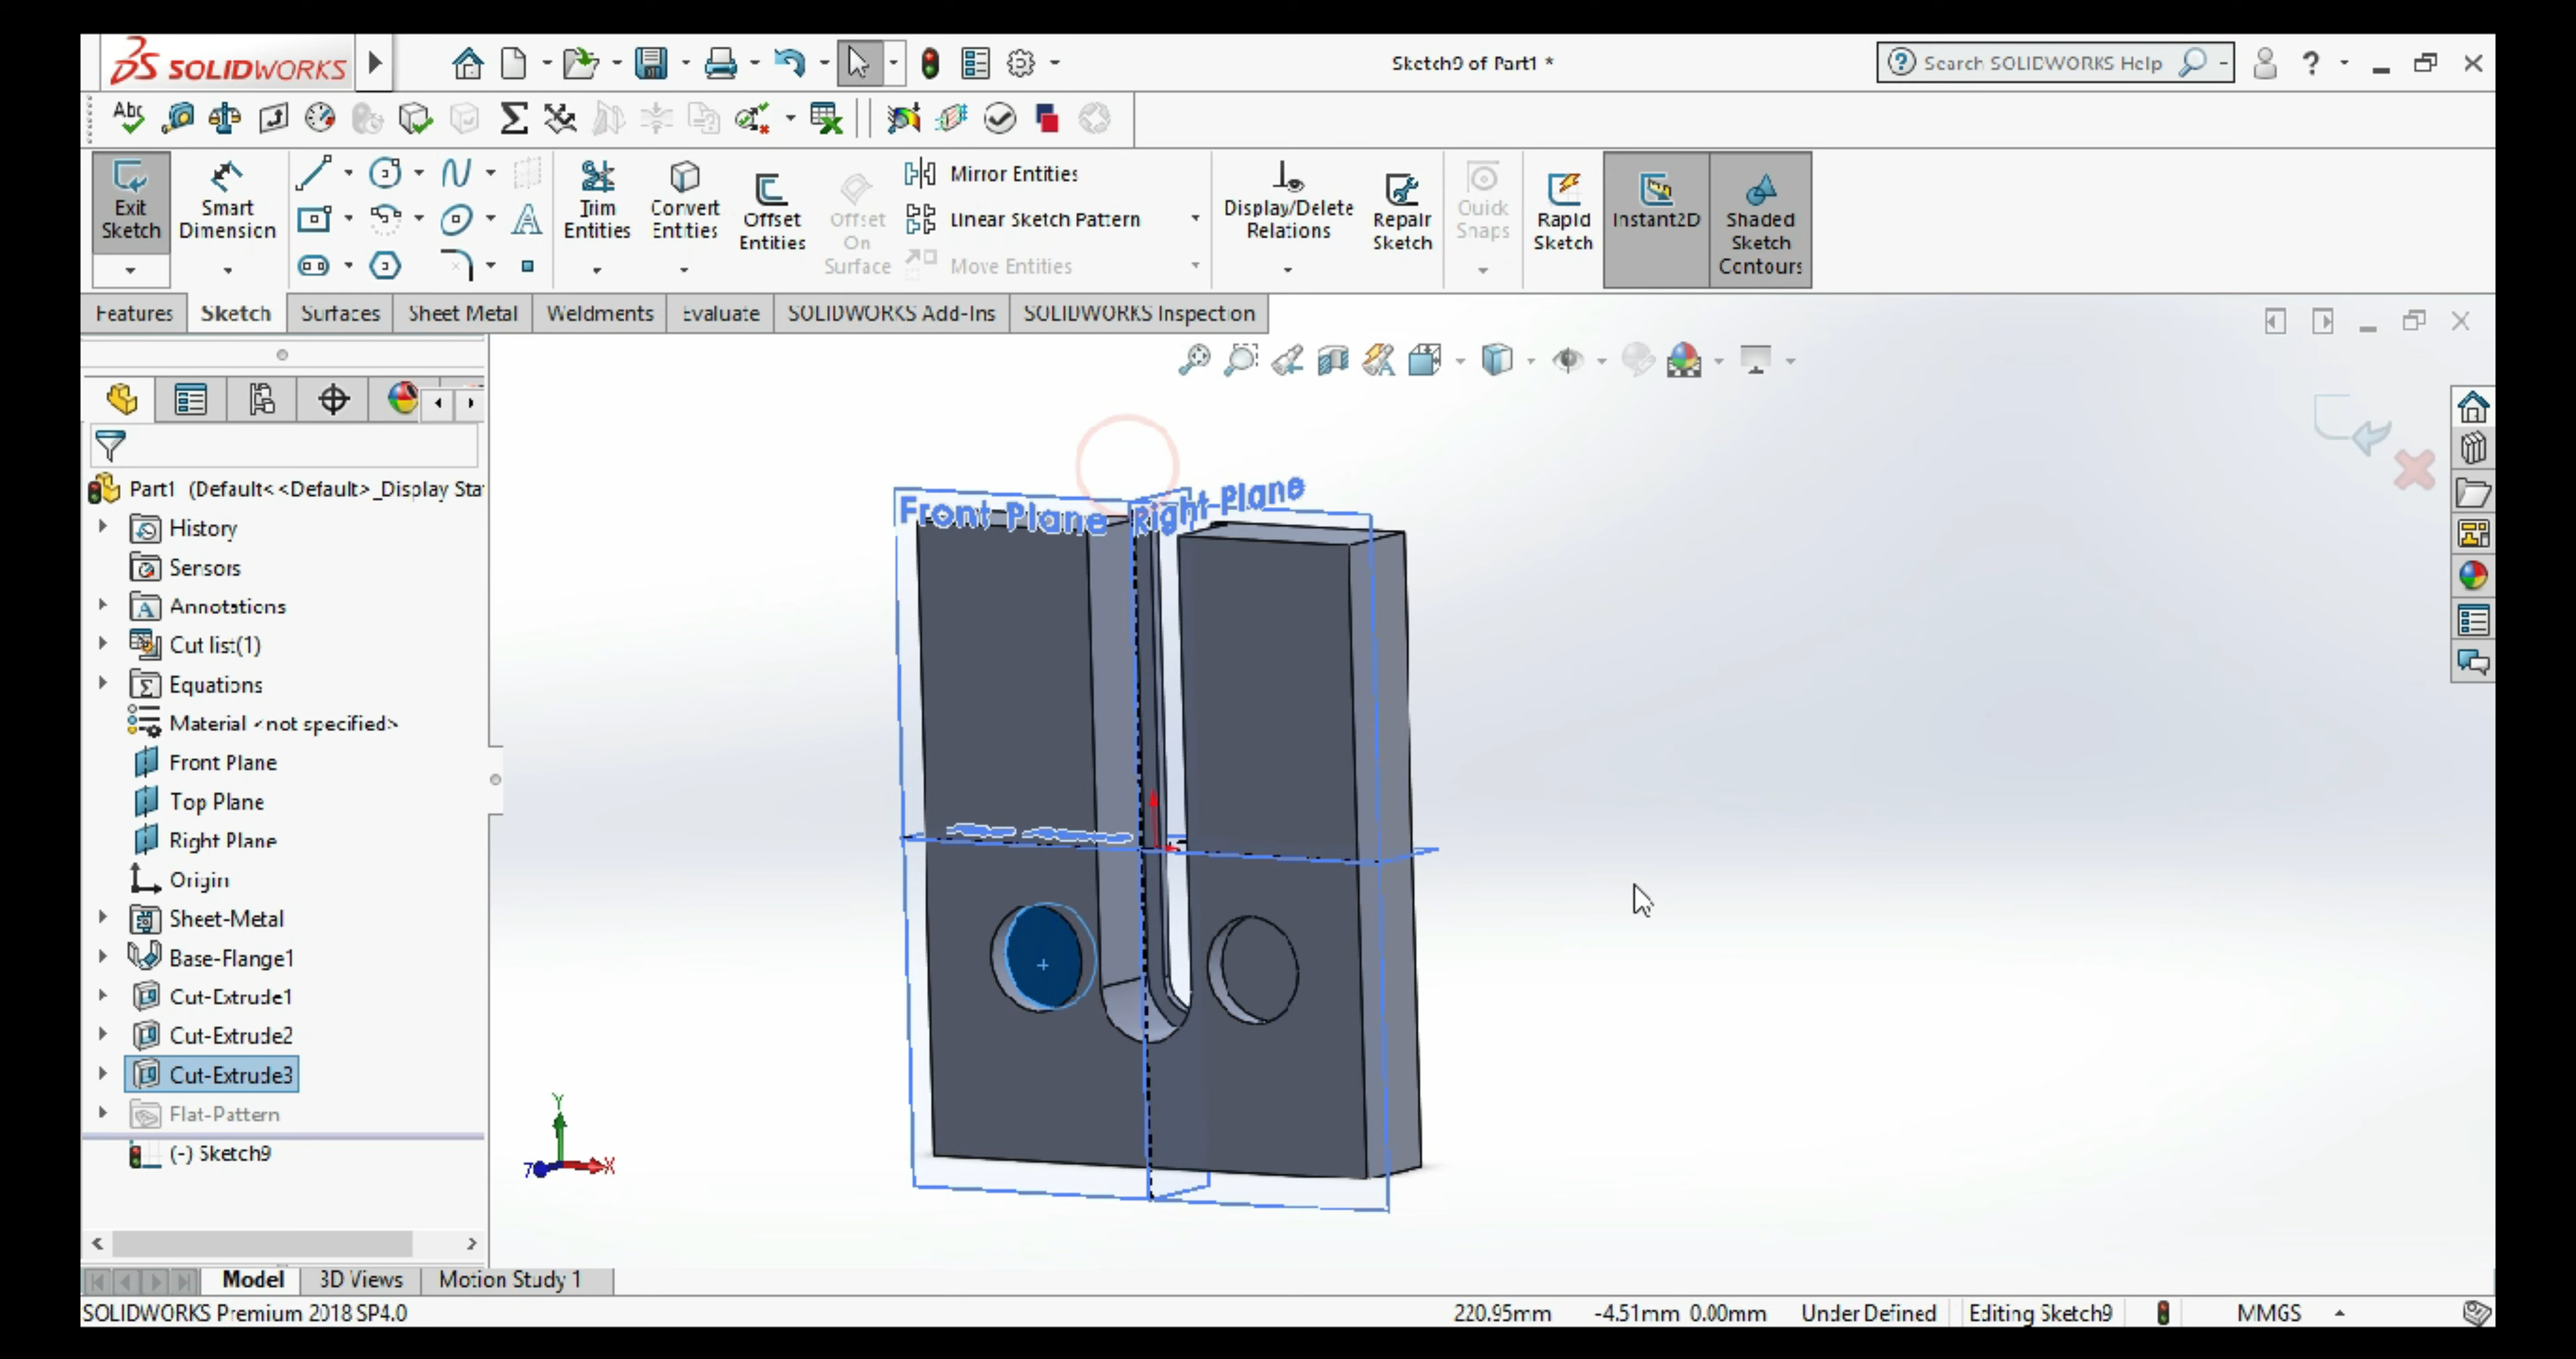 SOLIDWORKS
Sketch9 of Part1 *
Search SOLIDWORKS Help
Abc
Exit Sketch
Smart Dimension
Trim Entities
Convert Entities
Offset Entities
Offset On Surface
Mirror Entities
Linear Sketch Pattern
Move Entities
Display/Delete Relations
Repair Sketch
Quick Snaps
Rapid Sketch
Instant2D
Shaded Sketch Contours
Features
Sketch
Surfaces
Sheet Metal
Weldments
Evaluate
SOLIDWORKS Add-Ins
SOLIDWORKS Inspection
Part1 (Default<<Default>_Display Sta
History
Sensors
Annotations
Cut list(1)
Equations
Material <not specified>
Front Plane
Top Plane
Right Plane
Origin
Sheet-Metal
Base-Flange1
Cut-Extrude1
Cut-Extrude2
Cut-Extrude3
Flat-Pattern
(-) Sketch9
Front Plane
Right Plane
Y
X
Model
3D Views
Motion Study 1
SOLIDWORKS Premium 2018 SP4.0
220.95mm
-4.51mm
0.00mm
Under Defined
Editing Sketch9
MMGS